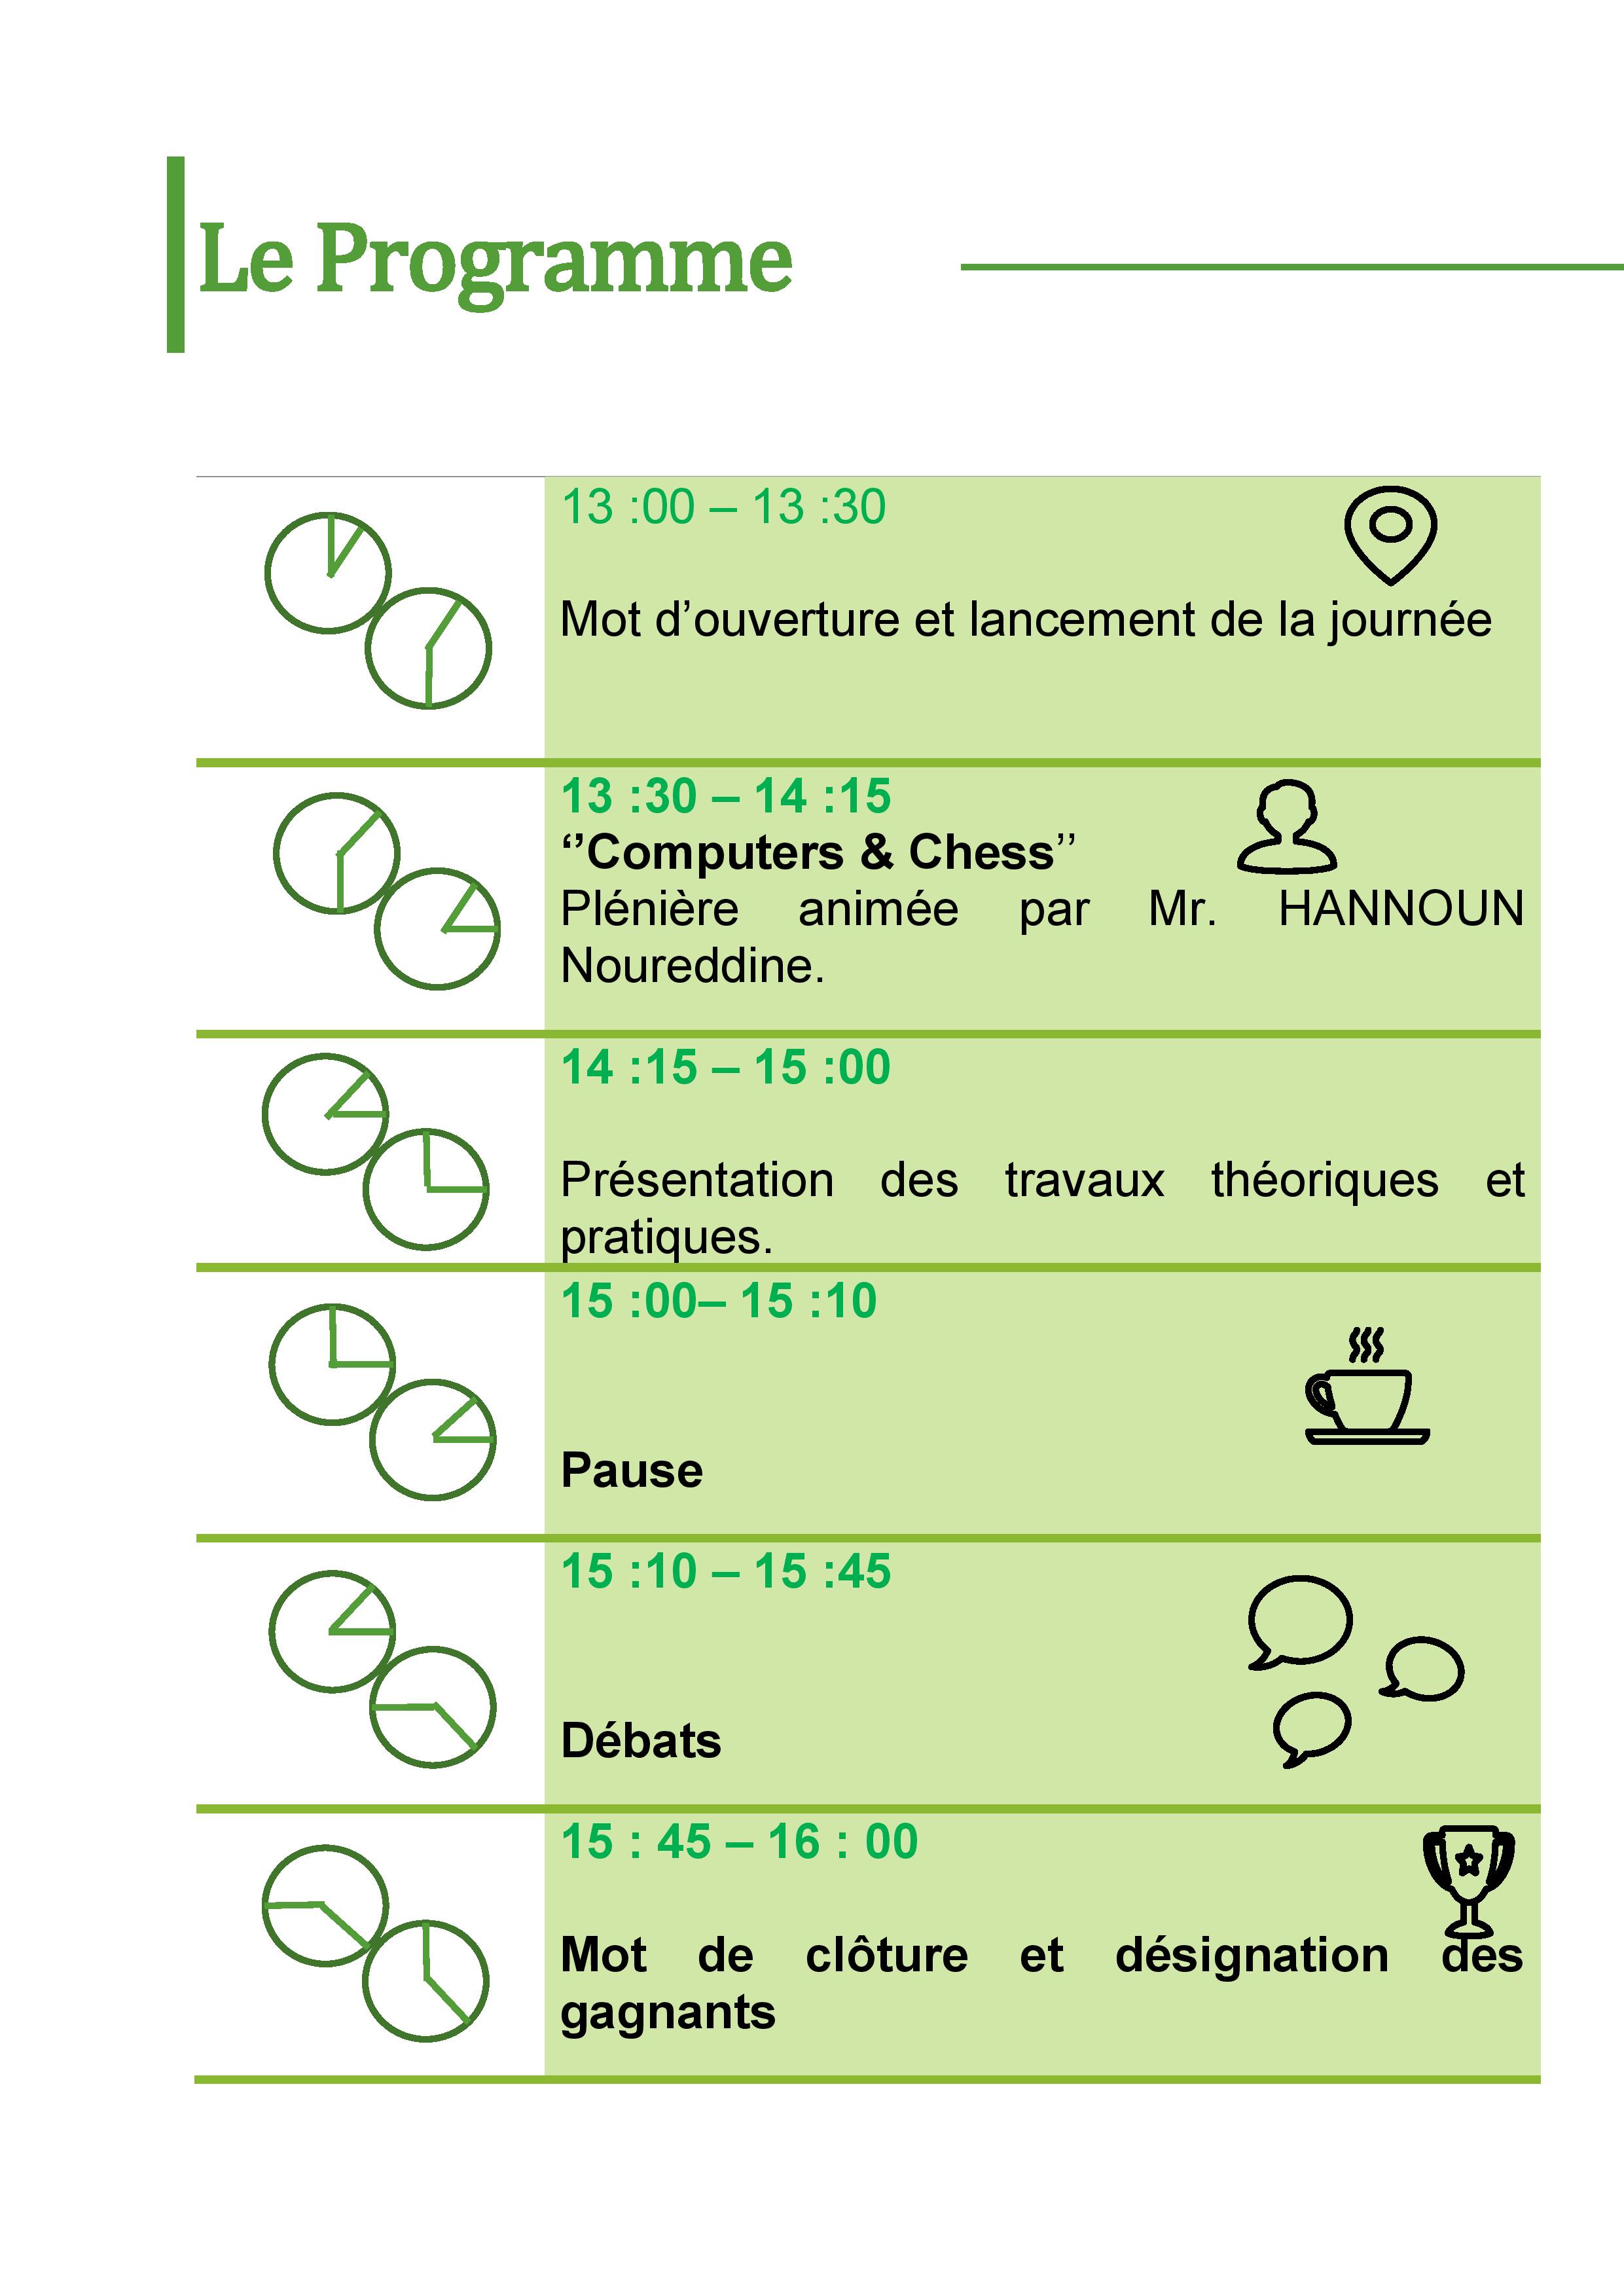 Le Programme
13 :00 – 13 :30
Mot d’ouverture et lancement de la journée
13 :30 – 14 :15
‘’Computers & Chess’’
Plénière animée par Mr. HANNOUN
Noureddine.
14 :15 – 15 :00
Présentation des travaux théoriques et
pratiques.
15 :00– 15 :10
Pause
15 :10 – 15 :45
Débats
15 : 45 – 16 : 00
Mot de clôture et désignation des
gagnants